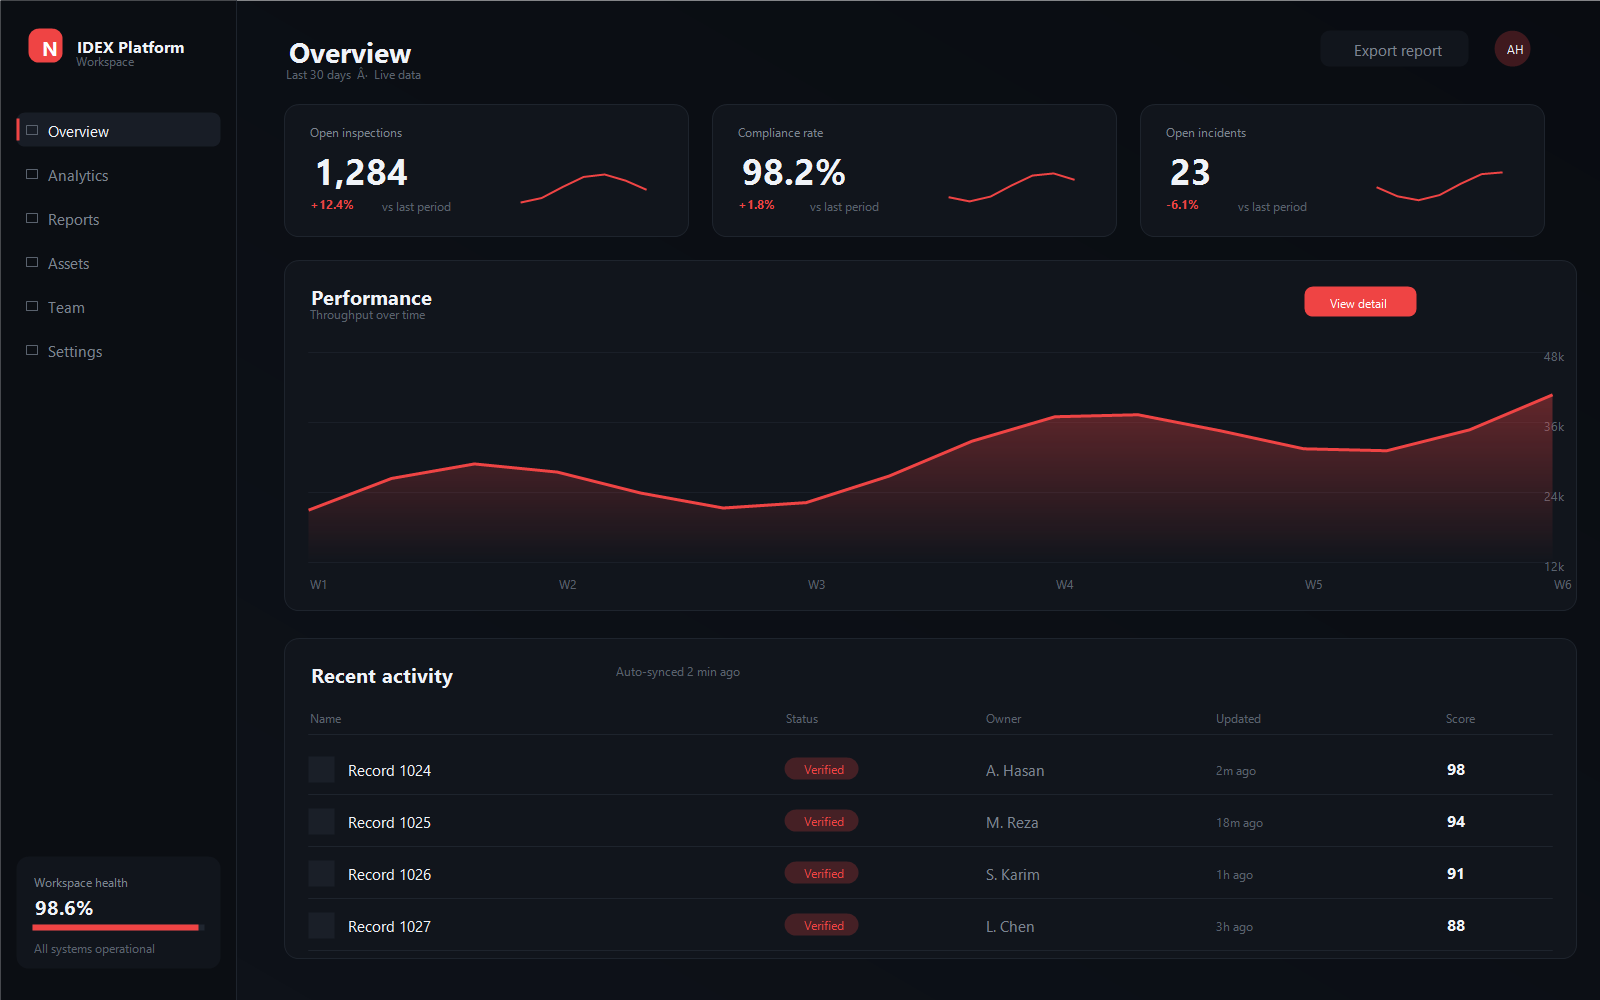 N
IDEX Platform
Workspace
Overview
Analytics
Reports
Assets
Team
Settings
Workspace health
98.6%
All systems operational
Overview
Last 30 days Â· Live data
Export report
AH
Open inspections
1,284
+12.4% vs last period
Compliance rate
98.2%
+1.8% vs last period
Open incidents
23
-6.1% vs last period
Performance
Throughput over time
View detail
48k
36k
24k
12k
W1 W2 W3 W4 W5 W6
Recent activity
Auto-synced 2 min ago
Name Status Owner Updated Score
Record 1024 Verified A. Hasan 2m ago 98
Record 1025 Verified M. Reza 18m ago 94
Record 1026 Verified S. Karim 1h ago 91
Record 1027 Verified L. Chen 3h ago 88